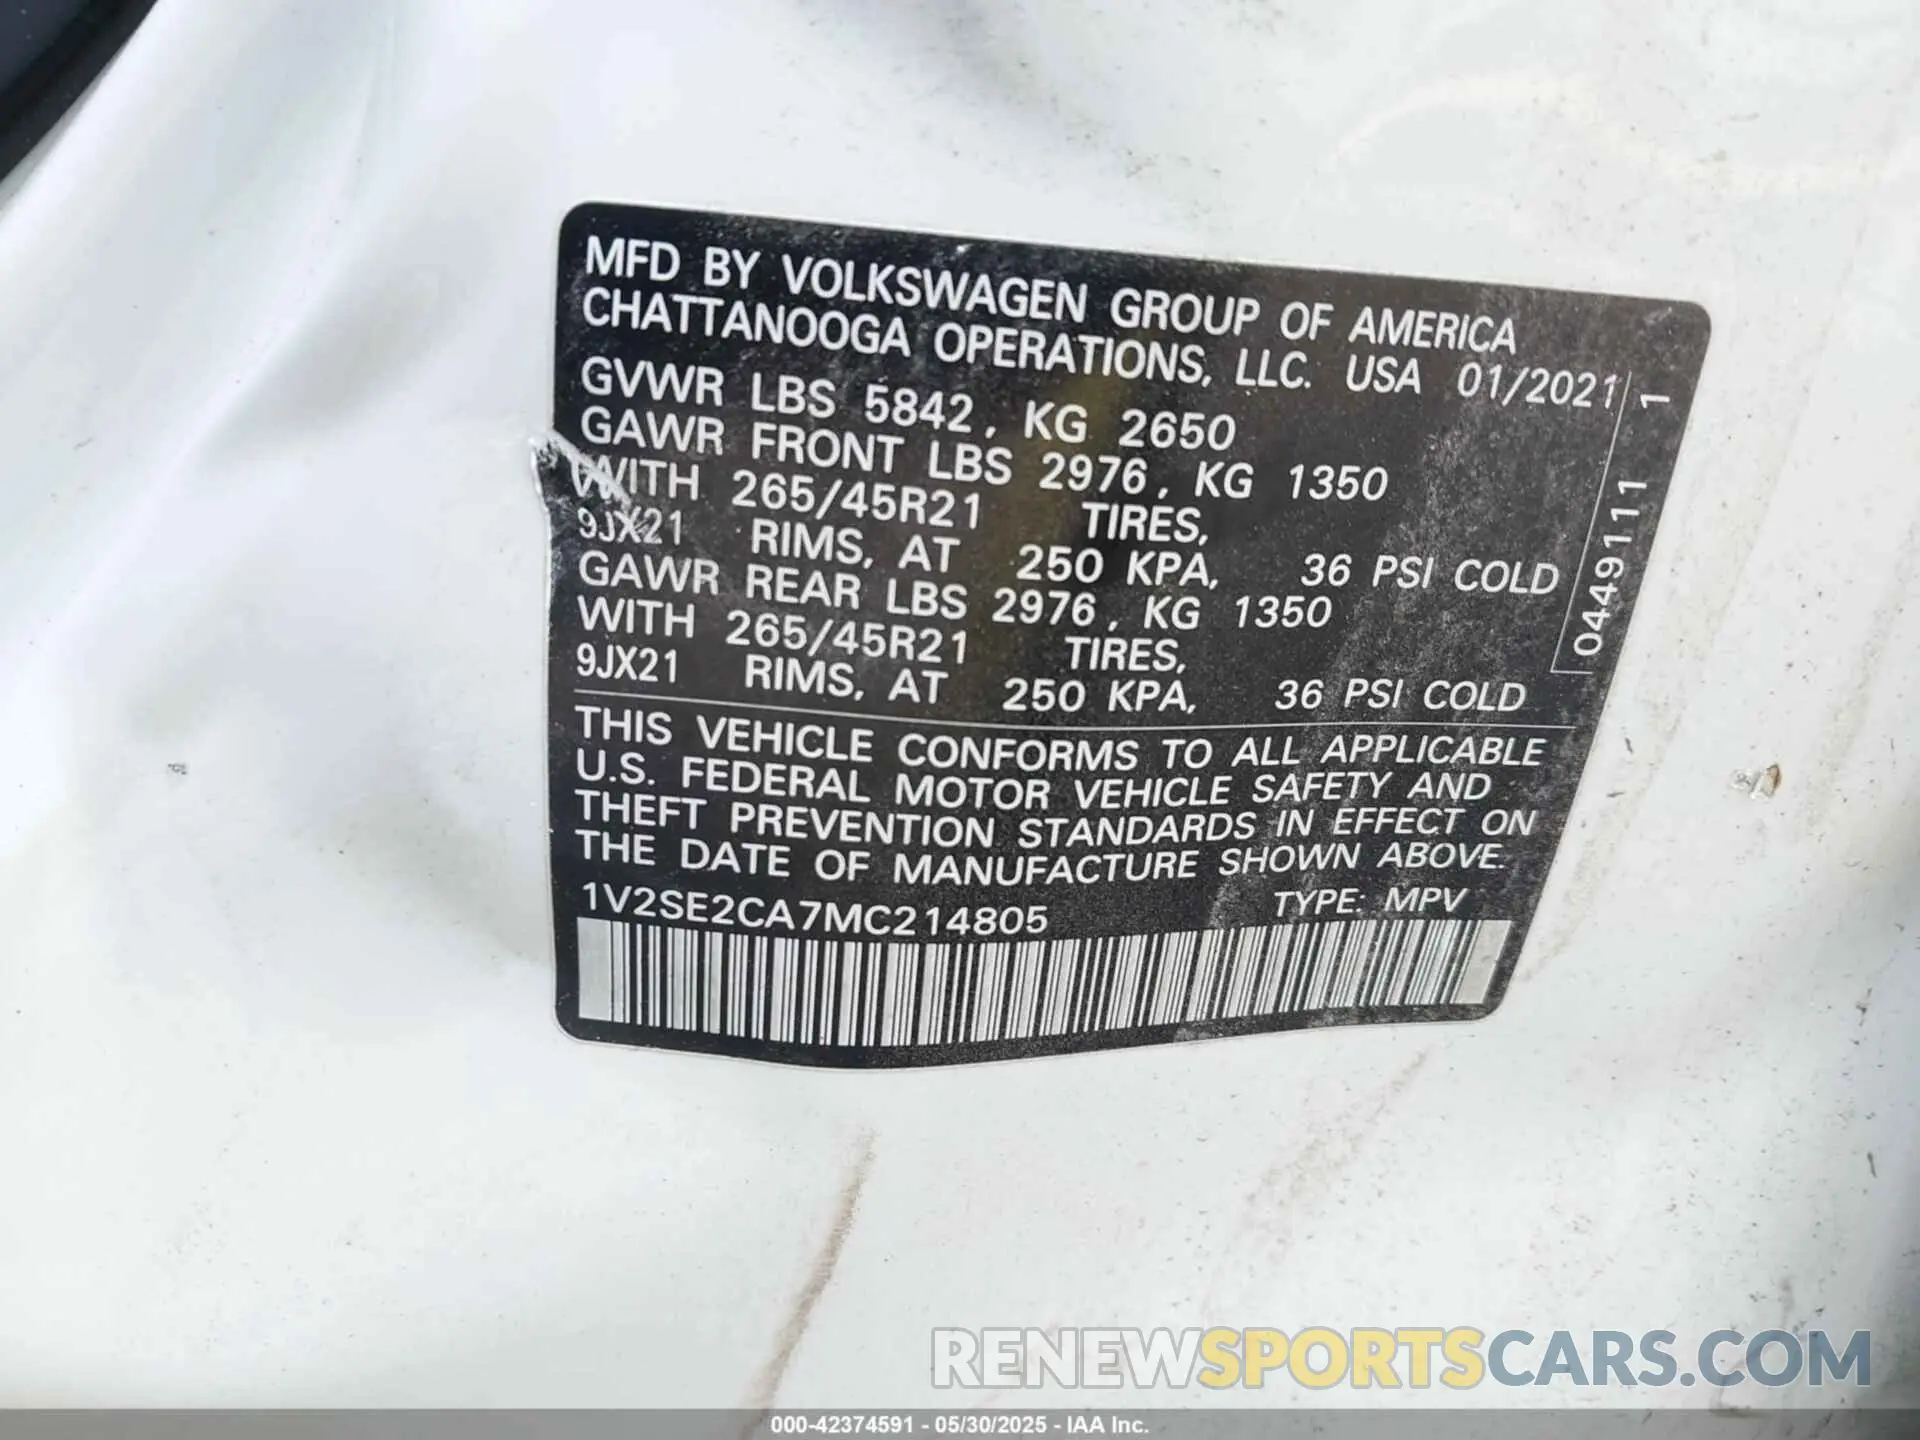 MFD BY VOLKSWAGEN GROUP OF AMERICA
CHATTANOOGA OPERATIONS, LLC. USA 01/2021
GVWR LBS 5842, KG 2650
GAWR FRONT LBS 2976, KG 1350
WITH 265/45R21 TIRES,
9JX21 RIMS, AT 250 KPA, 36 PSI COLD
GAWR REAR LBS 2976, KG 1350
WITH 265/45R21 TIRES,
9JX21 RIMS, AT 250 KPA, 36 PSI COLD
0449111 1
THIS VEHICLE CONFORMS TO ALL APPLICABLE
U.S. FEDERAL MOTOR VEHICLE SAFETY AND
THEFT PREVENTION STANDARDS IN EFFECT ON
THE DATE OF MANUFACTURE SHOWN ABOVE.
1V2SE2CA7MC214805 TYPE: MPV
RENEWSPORTSCARS.COM
000-42374591 - 05/30/2025 - IAA Inc.